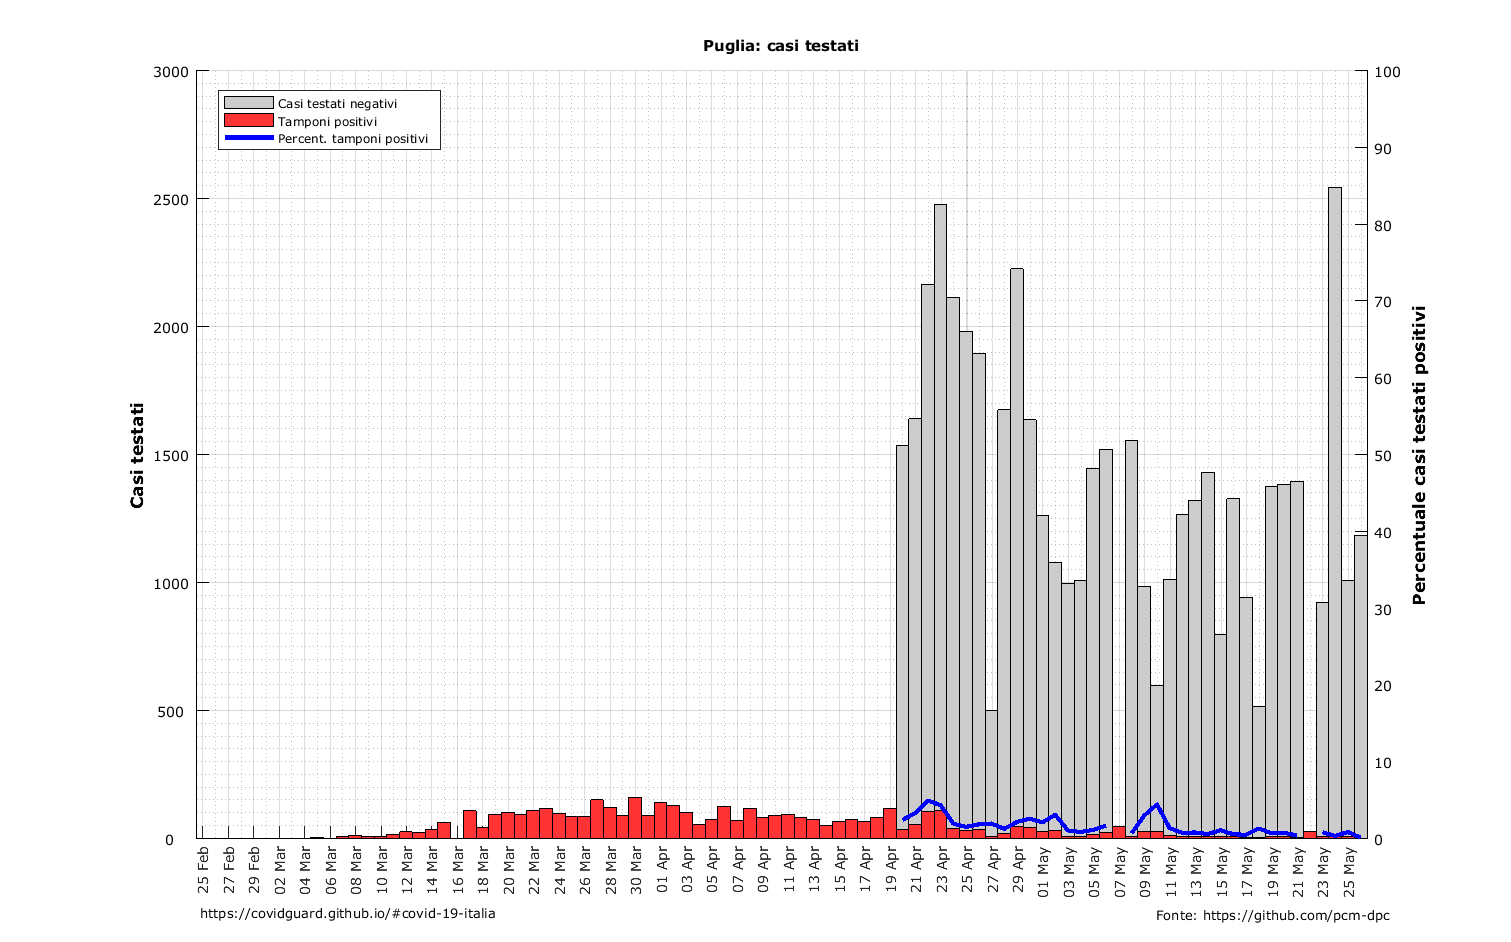 Puglia: casi testati
Casi testati negativi
Tamponi positivi
Percent. tamponi positivi
Casi testati
3000
2500
2000
1500
1000
500
0
100
90
80
70
60
50
40
30
20
10
0
Percentuale casi testati positivi
25 Feb
27 Feb
29 Feb
02 Mar
04 Mar
06 Mar
08 Mar
10 Mar
12 Mar
14 Mar
16 Mar
18 Mar
20 Mar
22 Mar
24 Mar
26 Mar
28 Mar
30 Mar
01 Apr
03 Apr
05 Apr
07 Apr
09 Apr
11 Apr
13 Apr
15 Apr
17 Apr
19 Apr
21 Apr
23 Apr
25 Apr
27 Apr
29 Apr
01 May
03 May
05 May
07 May
09 May
11 May
13 May
15 May
17 May
19 May
21 May
23 May
25 May
https://covidguard.github.io/#covid-19-italia
Fonte: https://github.com/pcm-dpc